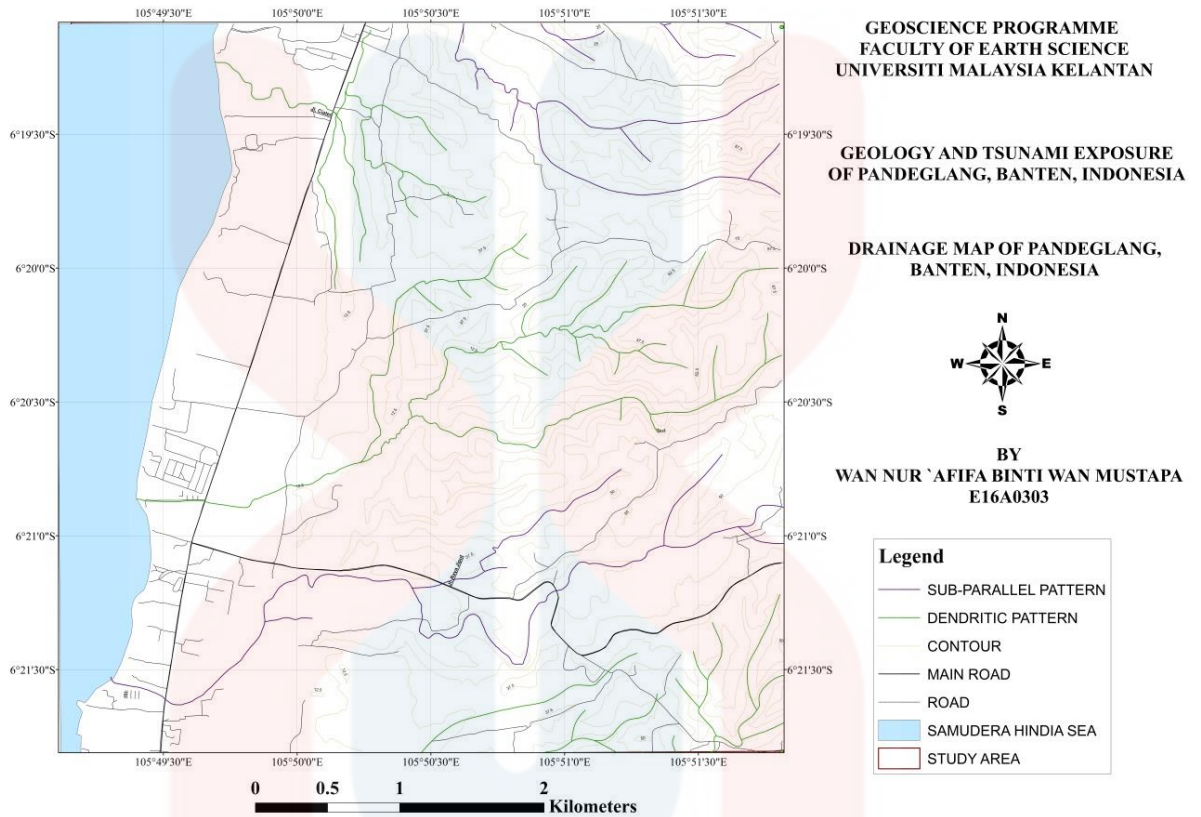 GEOSCIENCE PROGRAMME
FACULTY OF EARTH SCIENCE
UNIVERSITI MALAYSIA KELANTAN
GEOLOGY AND TSUNAMI EXPOSURE
OF PANDEGLANG, BANTEN, INDONESIA
DRAINAGE MAP OF PANDEGLANG,
BANTEN, INDONESIA
N
W E
S
BY
WAN NUR `AFIFA BINTI WAN MUSTAPA
E16A0303
Legend
SUB-PARALLEL PATTERN
DENDRITIC PATTERN
CONTOUR
MAIN ROAD
ROAD
SAMUDERA HINDIA SEA
STUDY AREA
105°49'30"E 105°50'0"E 105°50'30"E 105°51'0"E 105°51'30"E
6°19'30"S 6°19'30"S
6°20'0"S 6°20'0"S
6°20'30"S 6°20'30"S
6°21'0"S 6°21'0"S
6°21'30"S 6°21'30"S
105°49'30"E 105°50'0"E 105°50'30"E 105°51'0"E 105°51'30"E
0 0.5 1 2
Kilometers